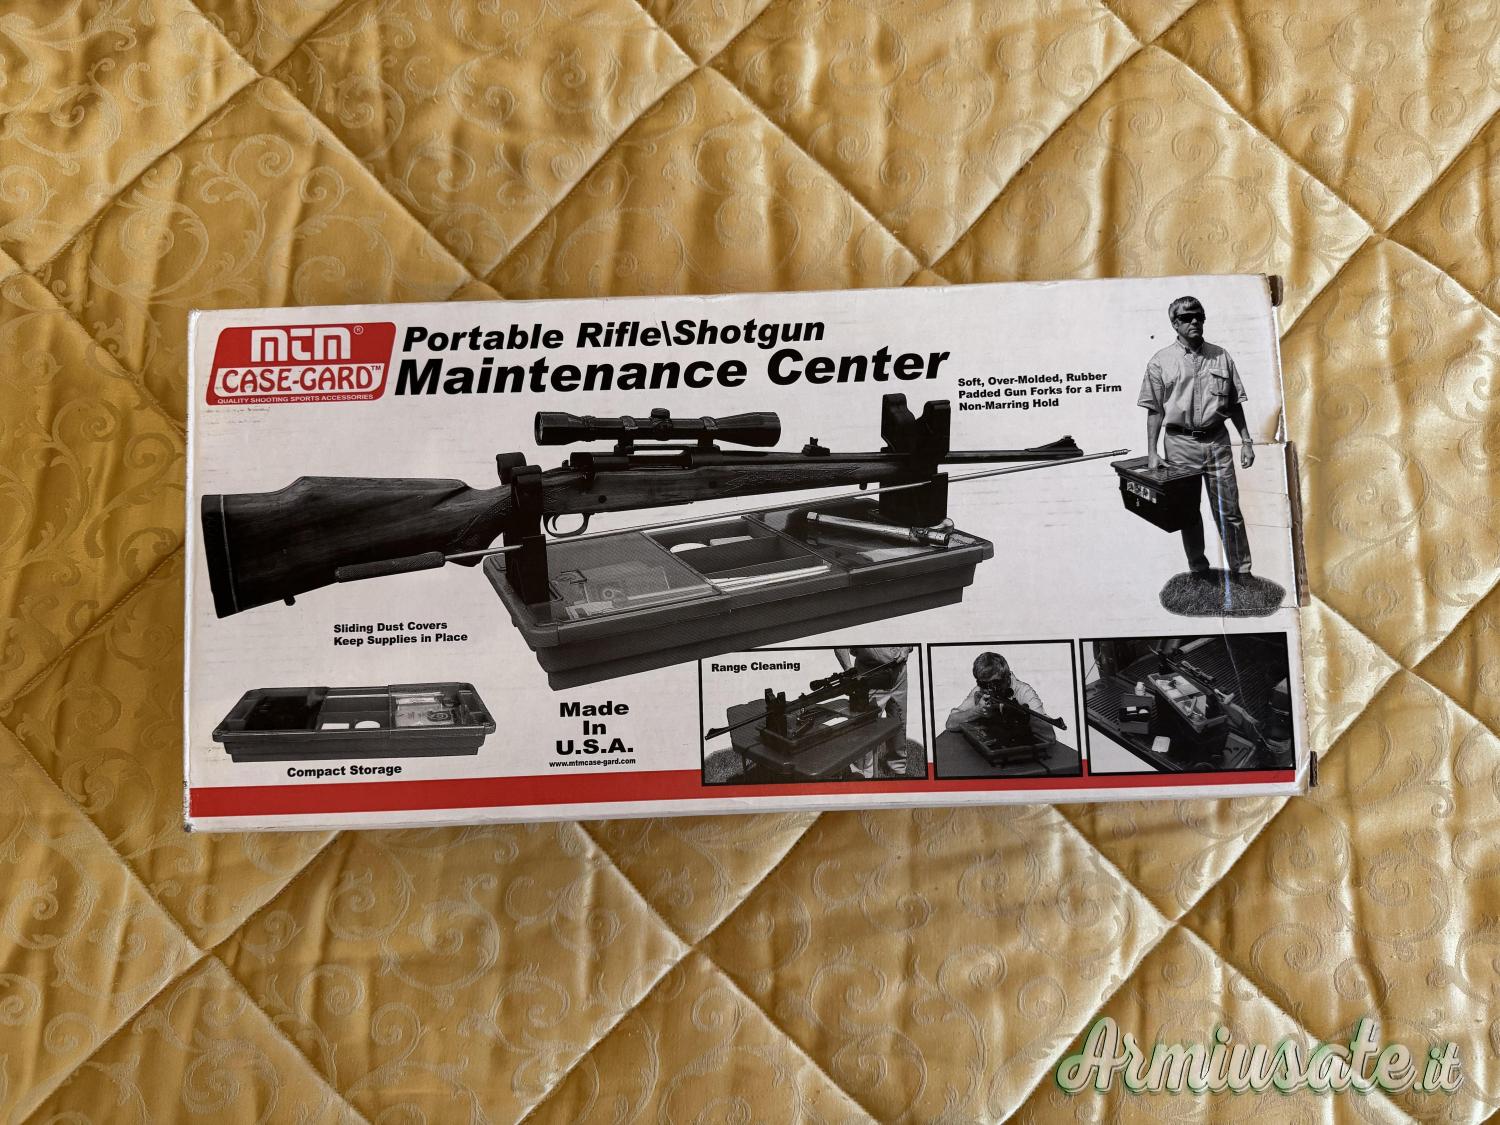 mtm®
CASE-GARD™
QUALITY SHOOTING SPORTS ACCESSORIES
Portable Rifle\Shotgun
Maintenance Center
Soft, Over-Molded, Rubber
Padded Gun Forks for a Firm
Non-Marring Hold
Sliding Dust Covers
Keep Supplies in Place
Compact Storage
Made
In
U.S.A.
www.mtmcase-gard.com
Range Cleaning
Armiusate.it